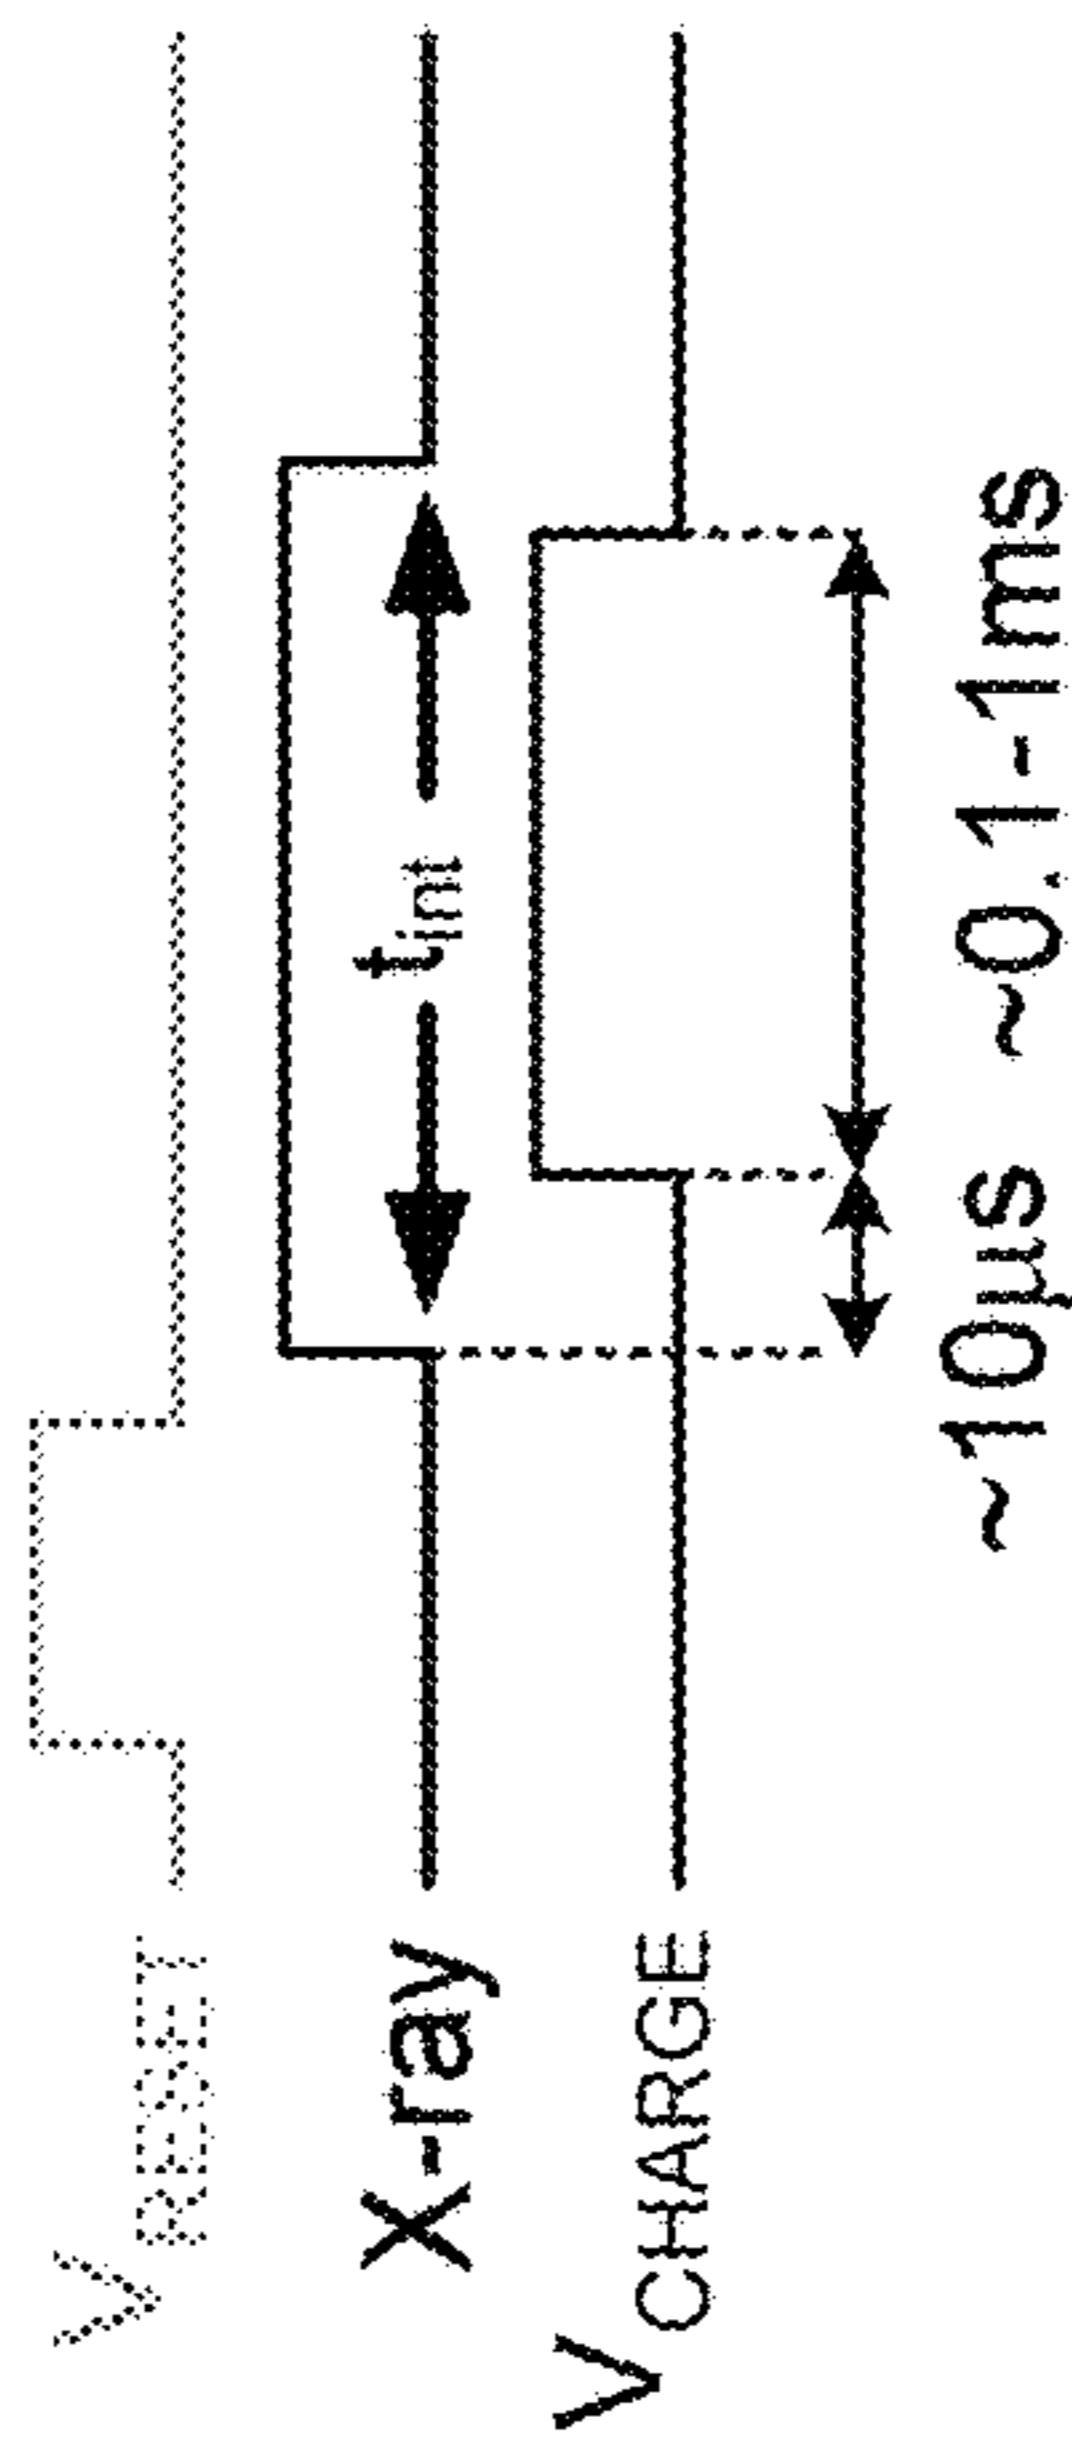 VRESET
X-ray
tint
VCHARGE
~10µs ~0.1-1ms